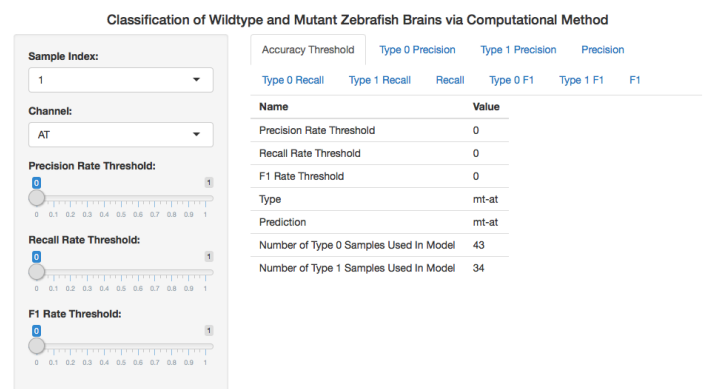 Classification of Wildtype and Mutant Zebrafish Brains via Computational Method
Sample Index:
1
Channel:
AT
Precision Rate Threshold:
0 1
0 0.1 0.2 0.3 0.4 0.5 0.6 0.7 0.8 0.9 1
Recall Rate Threshold:
0 1
0 0.1 0.2 0.3 0.4 0.5 0.6 0.7 0.8 0.9 1
F1 Rate Threshold:
0 1
0 0.1 0.2 0.3 0.4 0.5 0.6 0.7 0.8 0.9 1
Accuracy Threshold Type 0 Precision Type 1 Precision Precision
Type 0 Recall Type 1 Recall Recall Type 0 F1 Type 1 F1 F1
Name Value
Precision Rate Threshold 0
Recall Rate Threshold 0
F1 Rate Threshold 0
Type mt-at
Prediction mt-at
Number of Type 0 Samples Used In Model 43
Number of Type 1 Samples Used In Model 34